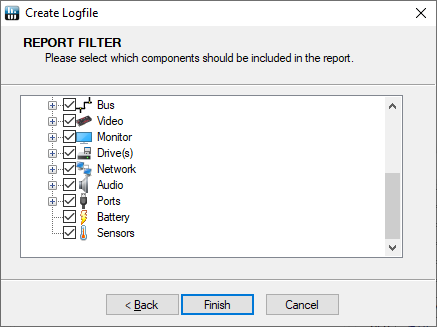 Create Logfile
REPORT FILTER
Please select which components should be included in the report.
Bus
Video
Monitor
Drive(s)
Network
Audio
Ports
Battery
Sensors
< Back
Finish
Cancel